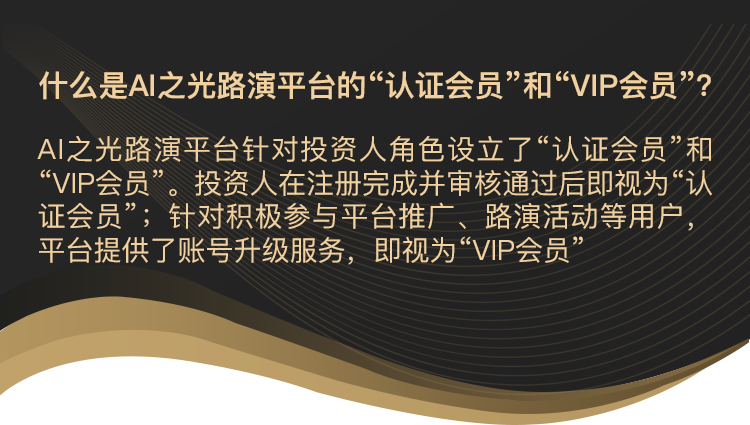 什么是AI之光路演平台的“认证会员”和“VIP会员”？
AI之光路演平台针对投资人角色设立了“认证会员”和
“VIP会员”。投资人在注册完成并审核通过后即视为“认
证会员”；针对积极参与平台推广、路演活动等用户，
平台提供了账号升级服务，即视为“VIP会员”